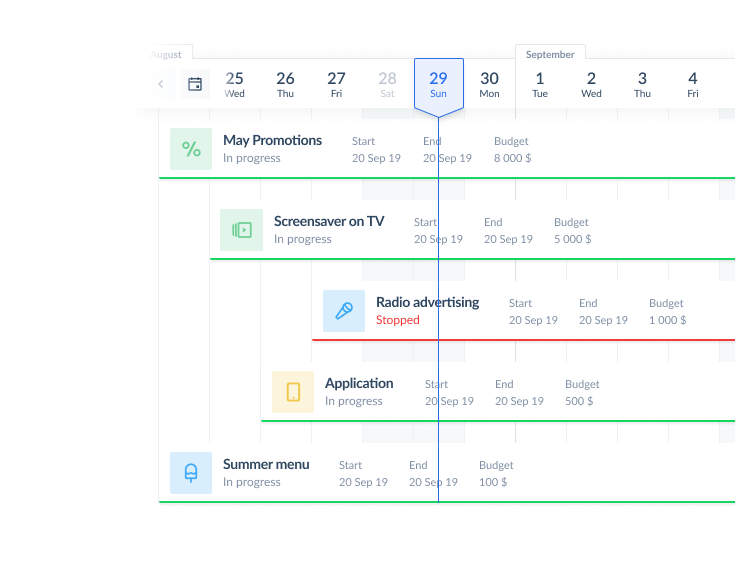 August
September
25 26 27 28 29 30 1 2 3 4
Wed Thu Fri Sat Sun Mon Tue Wed Thu Fri
May Promotions Start End Budget
In progress 20 Sep 19 20 Sep 19 8 000 $
Screensaver on TV Start End Budget
In progress 20 Sep 19 20 Sep 19 5 000 $
Radio advertising Start End Budget
Stopped 20 Sep 19 20 Sep 19 1 000 $
Application Start End Budget
In progress 20 Sep 19 20 Sep 19 500 $
Summer menu Start End Budget
In progress 20 Sep 19 20 Sep 19 100 $